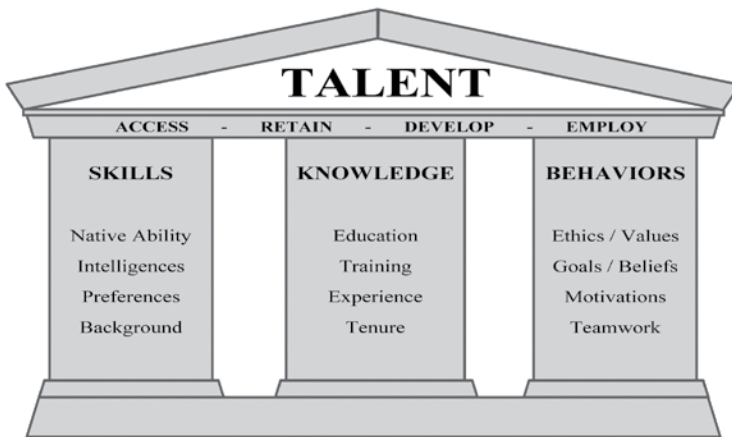 TALENT
ACCESS - RETAIN - DEVELOP - EMPLOY
SKILLS
Native Ability
Intelligences
Preferences
Background
KNOWLEDGE
Education
Training
Experience
Tenure
BEHAVIORS
Ethics / Values
Goals / Beliefs
Motivations
Teamwork